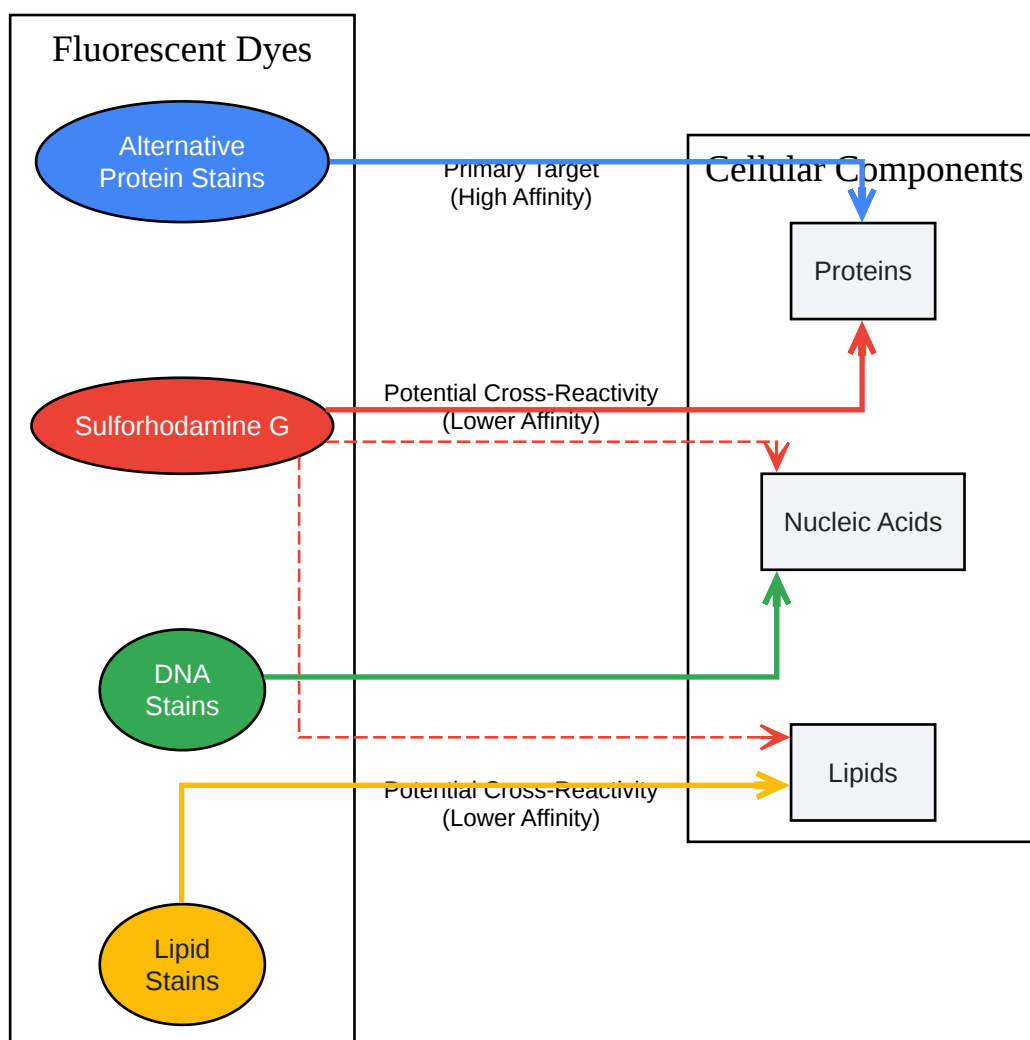 Fluorescent Dyes
Alternative
Protein Stains
Primary Target
(High Affinity)
Cellular Components
Proteins
Potential Cross-Reactivity
(Lower Affinity)
Sulforhodamine G
Nucleic Acids
DNA
Stains
Lipids
Potential Cross-Reactivity
(Lower Affinity)
Lipid
Stains